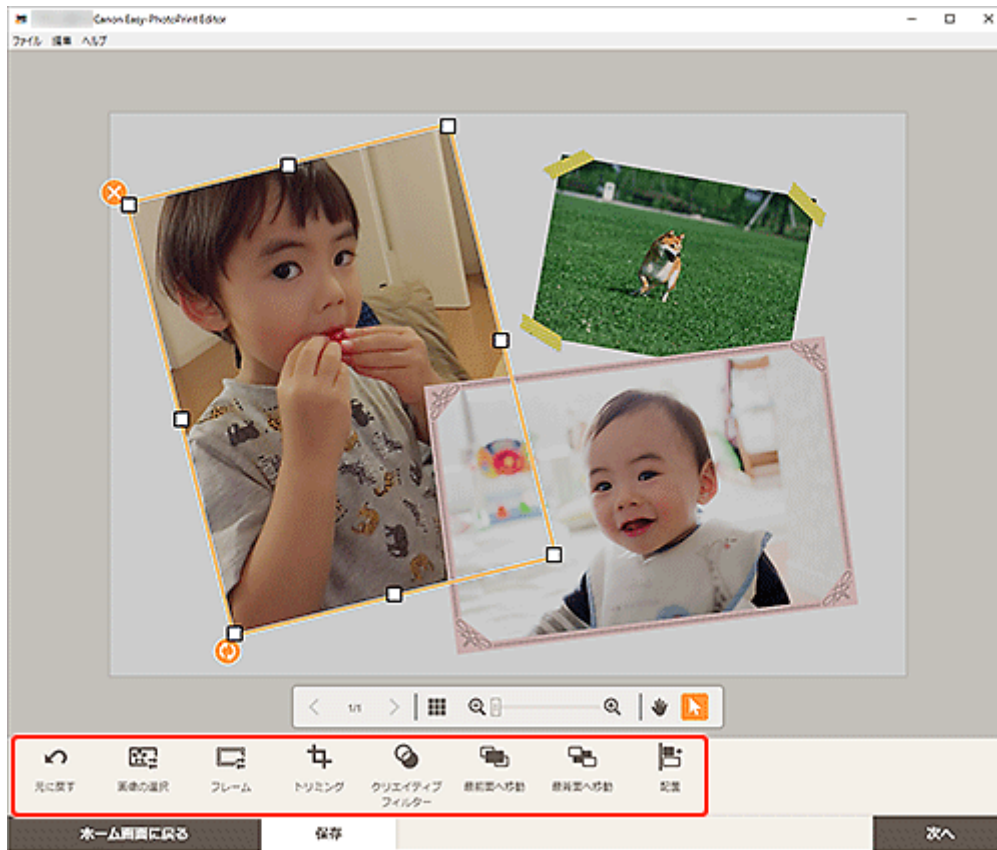 Canon Easy-PhotoPrint Editor
ファイル 編集 ヘルプ
1/1
元に戻す 画像の選択 フレーム トリミング クリエイティブ フィルター 最前面へ移動 最背面へ移動 配置
ホーム画面に戻る 保存 次へ